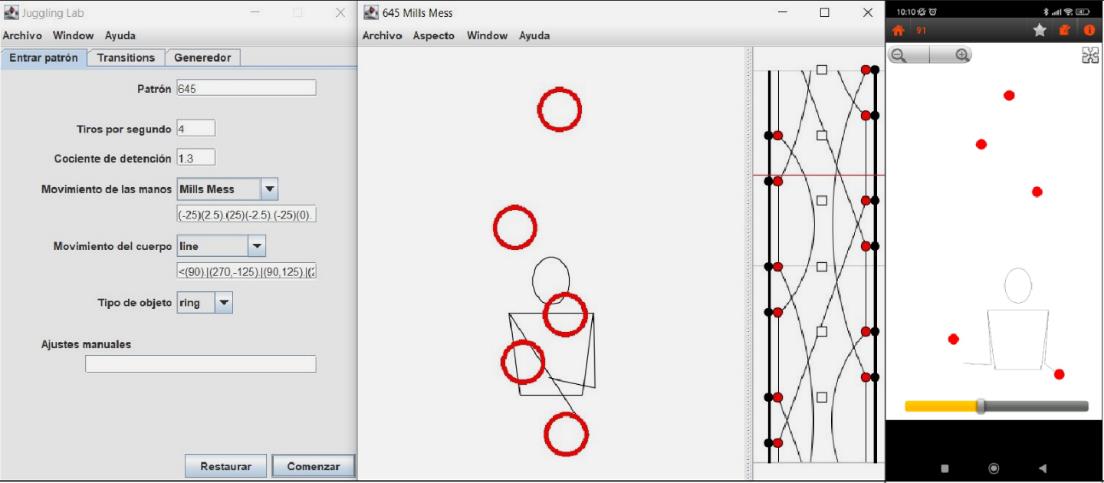 Juggling Lab
Archivo Window Ayuda
Entrar patrón Transitions Generedor
Patrón 645
Tiros por segundo 4
Cociente de detención 1.3
Movimiento de las manos Mills Mess
(-25)(2.5).(25)(-2.5).(-25)(0).
Movimiento del cuerpo line
<(90).|(270,-125).|(90,125).|(2
Tipo de objeto ring
Ajustes manuales
Restaurar Comenzar
645 Mills Mess
Archivo Aspecto Window Ayuda
10:10
91